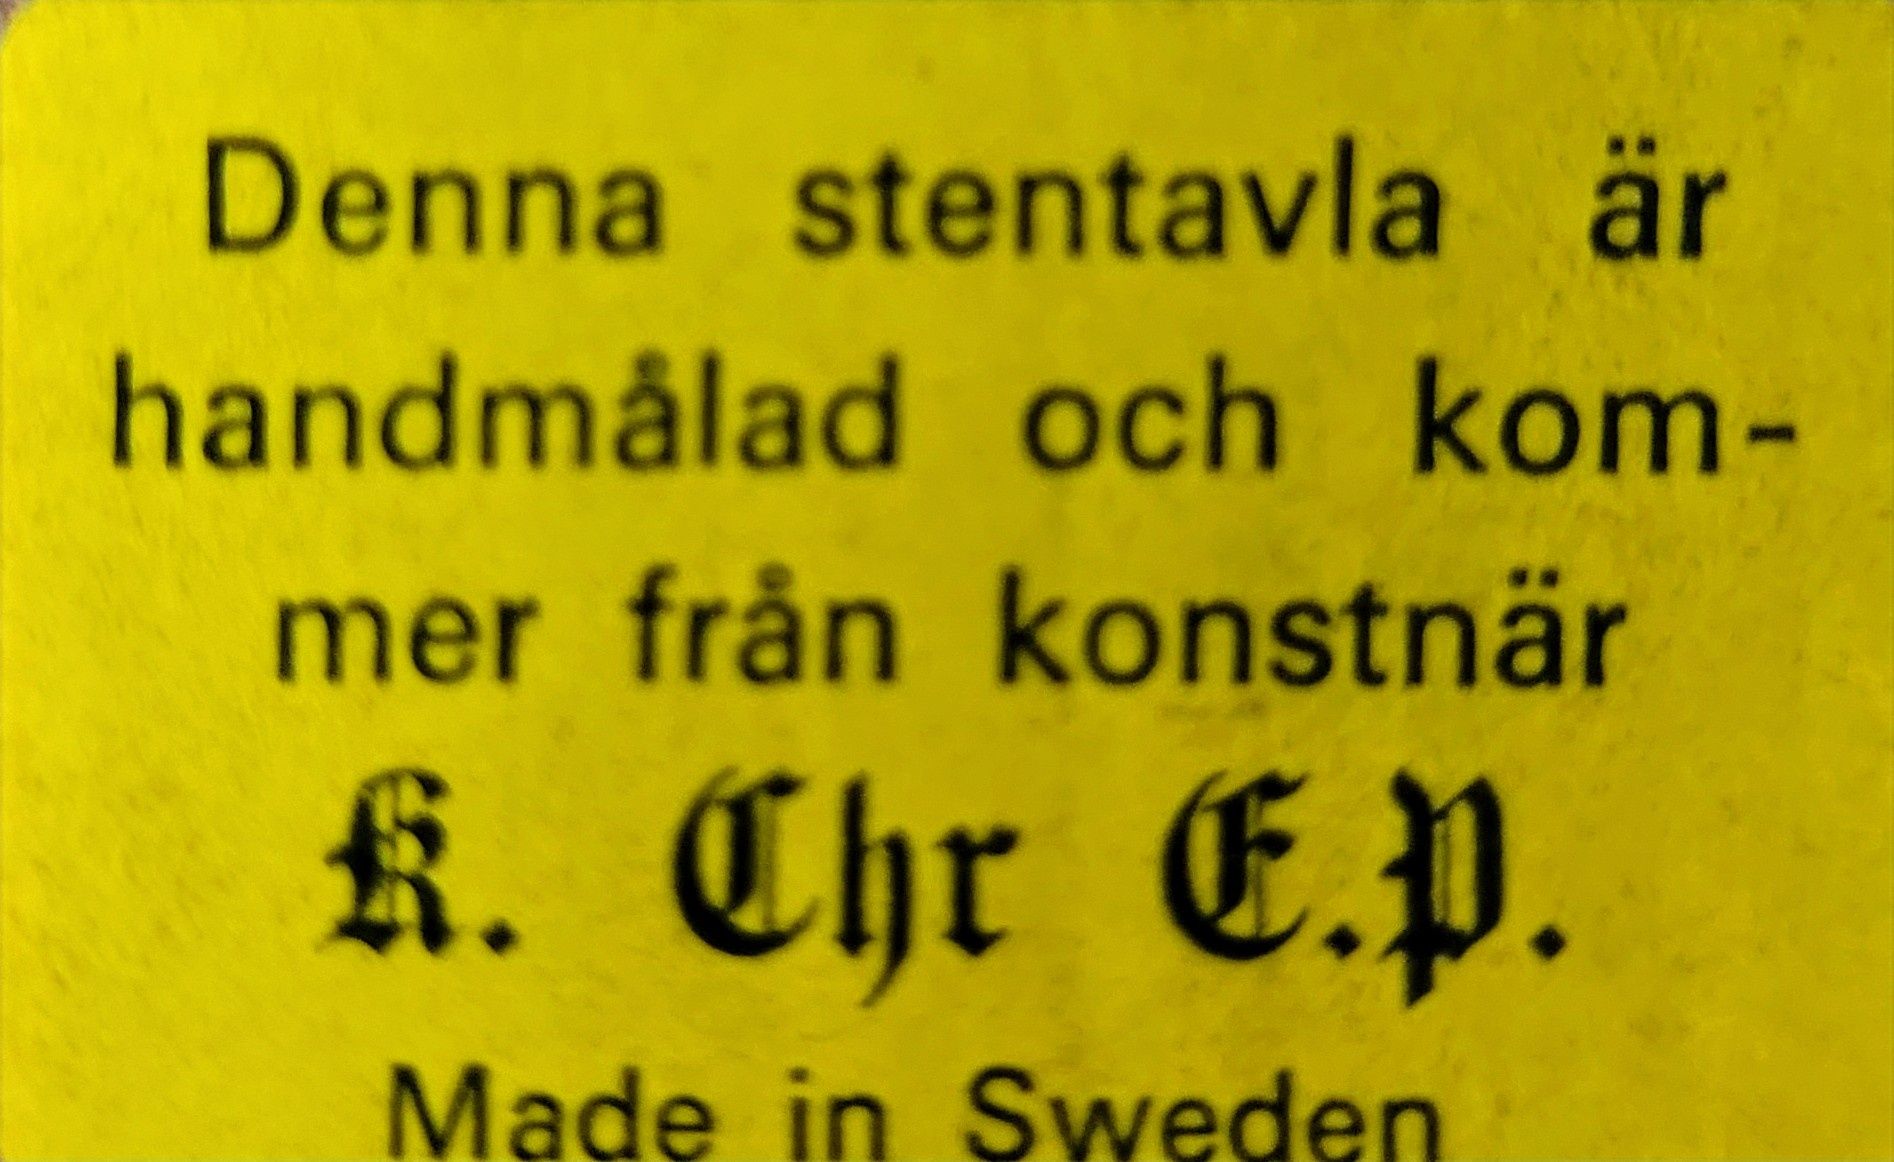 Denna stentavla är
handmålad och kom-
mer från konstnär
K. Chr E.P.
Made in Sweden